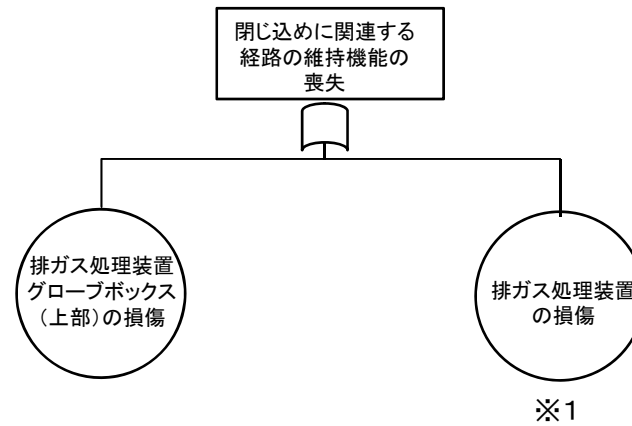 閉じ込めに関連する
経路の維持機能の
喪失
排ガス処理装置
グローブボックス
（上部）の損傷
排ガス処理装置
の損傷
※1